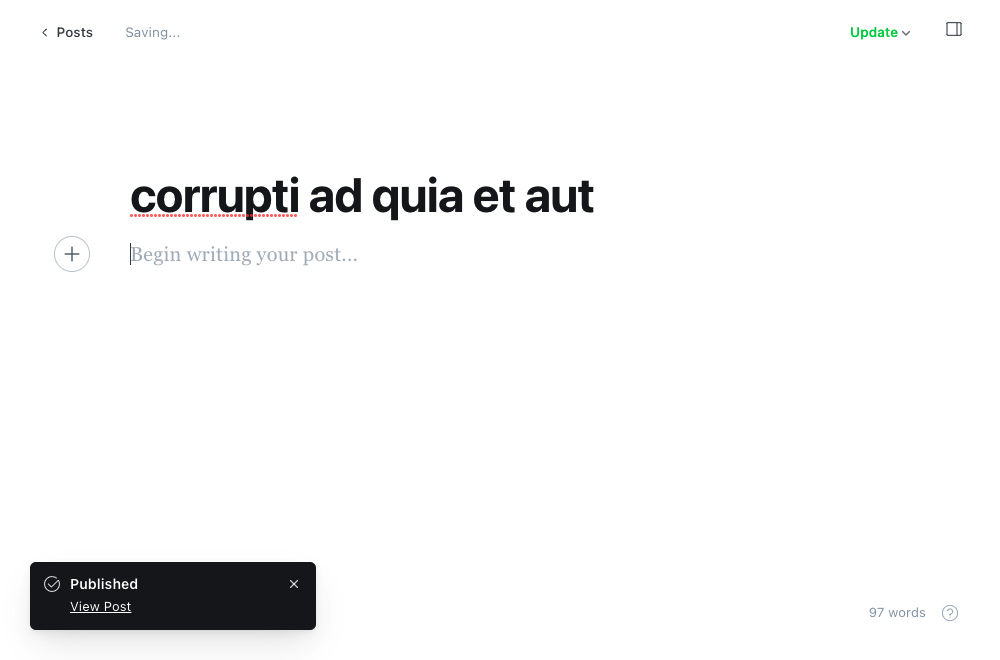 Posts
Saving...
Update
corrupti ad quia et aut
Begin writing your post...
Published
View Post
97 words